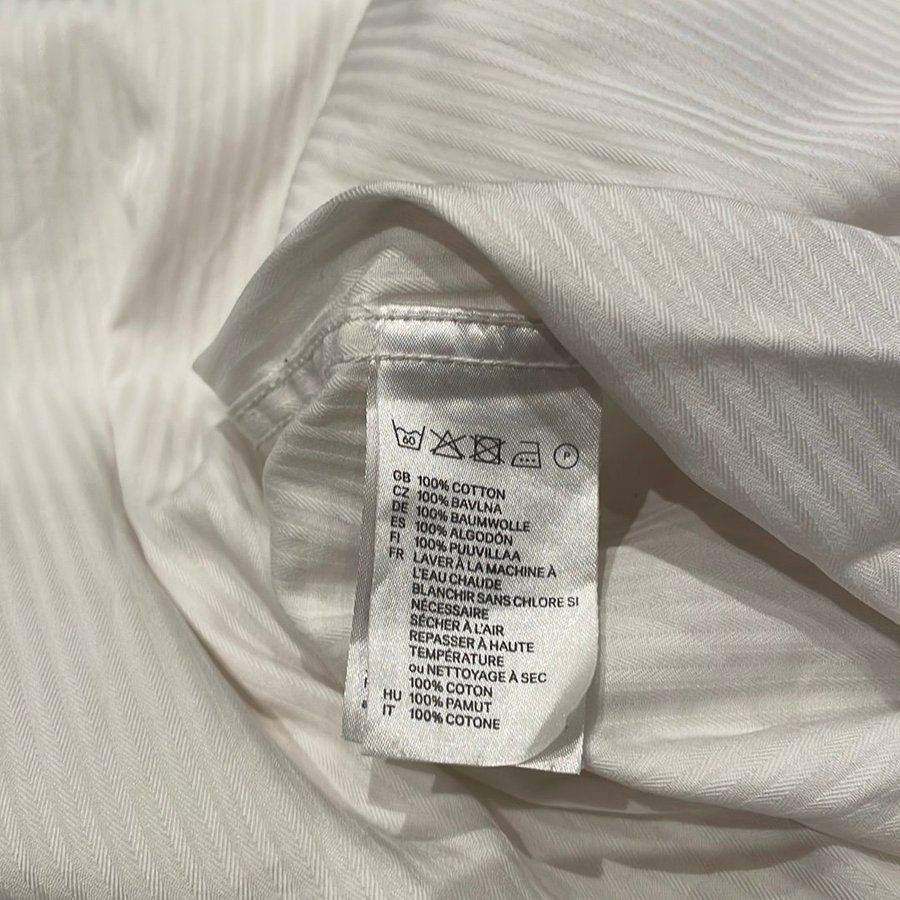 60 P
GB 100% COTTON
CZ 100% BAVLNA
DE 100% BAUMWOLLE
ES 100% ALGODÓN
FI 100% PUUVILLAA
FR LAVER À LA MACHINE À
L'EAU CHAUDE
BLANCHIR SANS CHLORE SI
NÉCESSAIRE
SÉCHER À L'AIR
REPASSER À HAUTE
TEMPÉRATURE
OU NETTOYAGE À SEC
100% COTON
HU 100% PAMUT
IT 100% COTONE